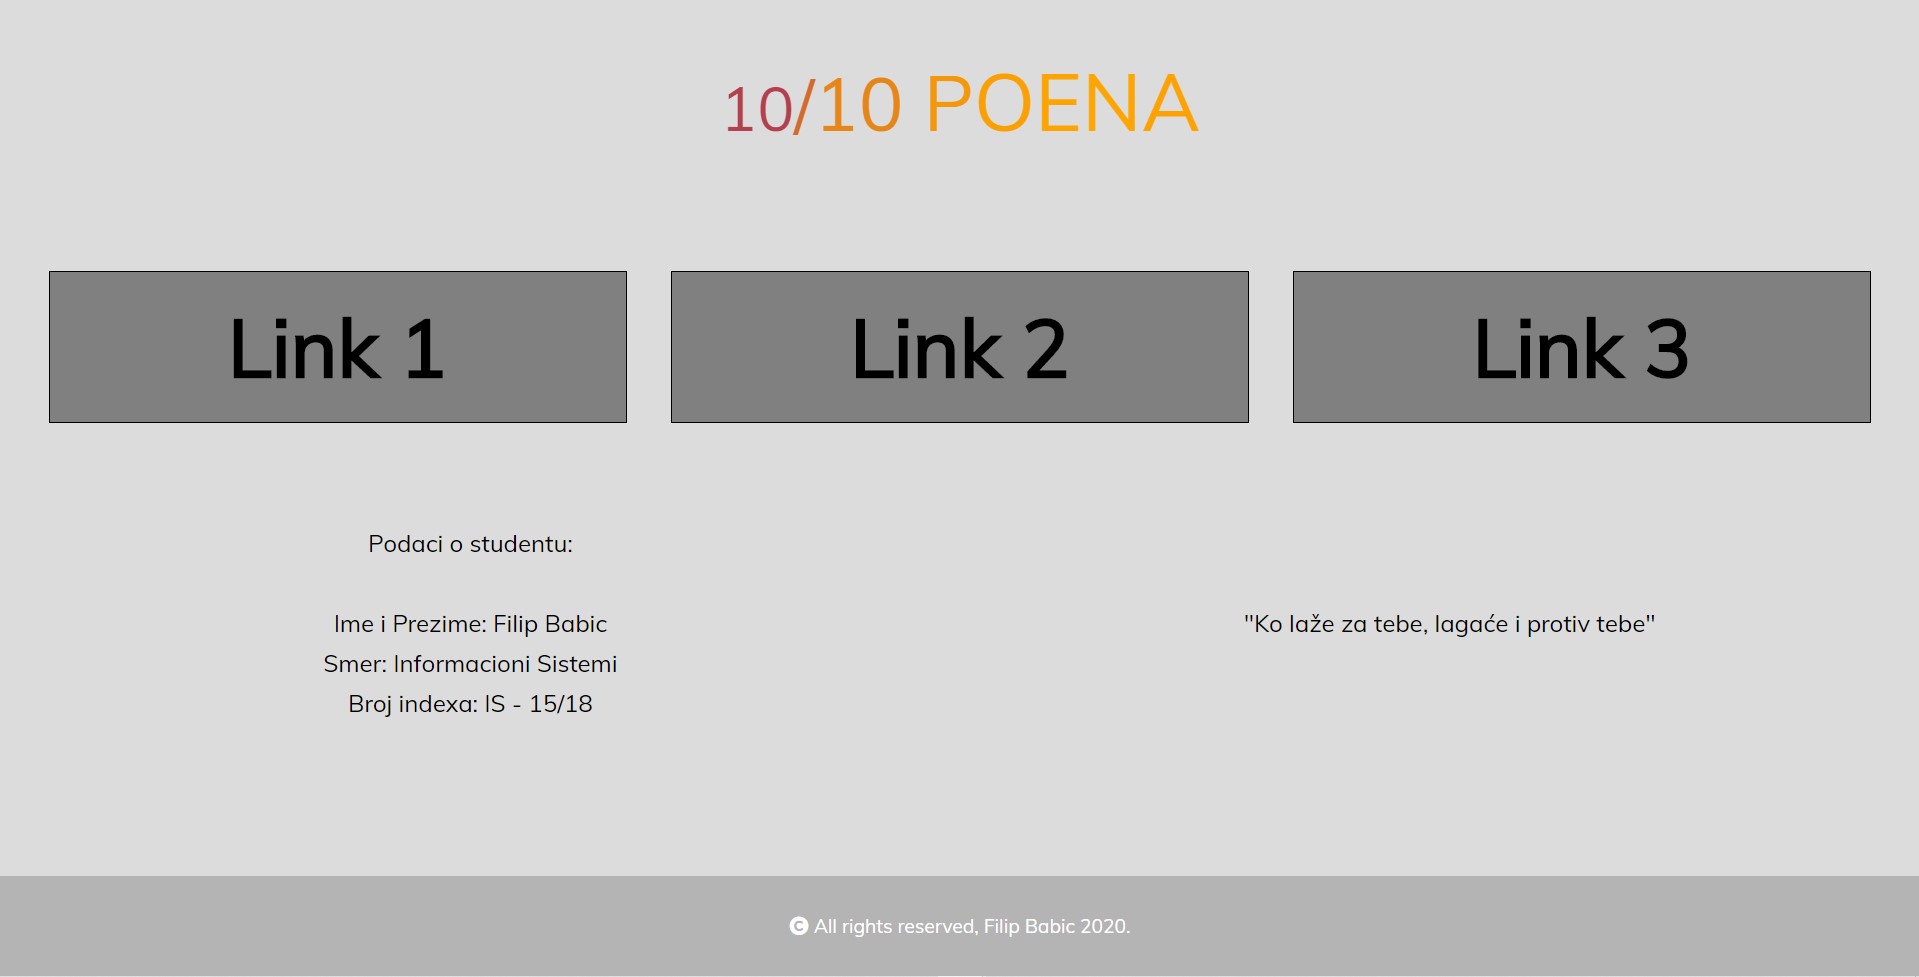 10/10 POENA
Link 1
Link 2
Link 3
Podaci o studentu:
Ime i Prezime: Filip Babic
Smer: Informacioni Sistemi
Broj indexa: IS - 15/18
"Ko laže za tebe, lagaće i protiv tebe"
© All rights reserved, Filip Babic 2020.